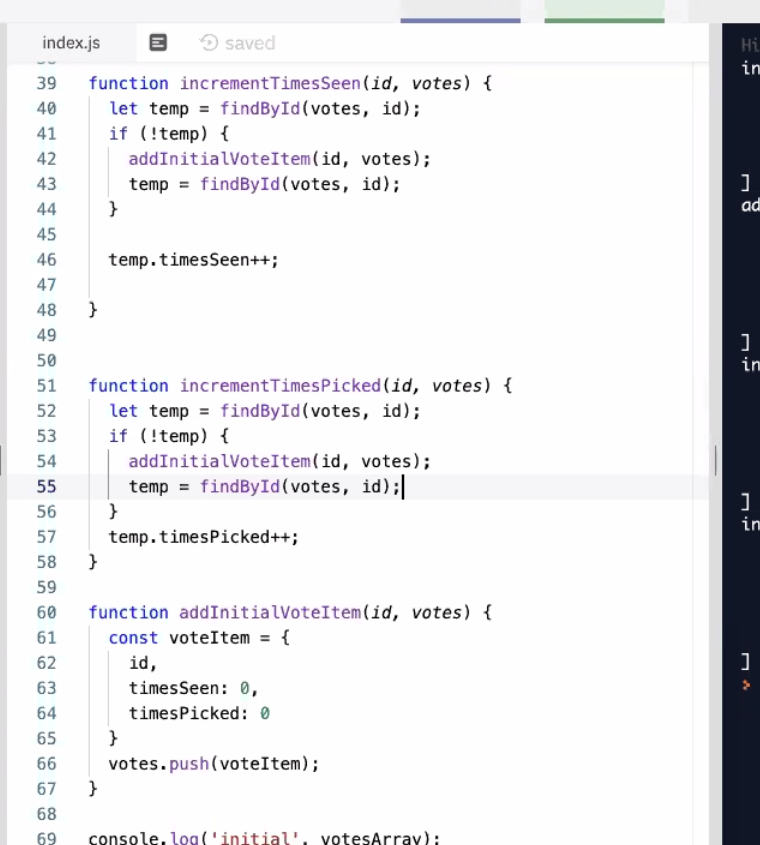 index.js saved
39 function incrementTimesSeen(id, votes) {
40 let temp = findById(votes, id);
41 if (!temp) {
42 addInitialVoteItem(id, votes);
43 temp = findById(votes, id);
44 }
45
46 temp.timesSeen++;
47
48 }
49
50
51 function incrementTimesPicked(id, votes) {
52 let temp = findById(votes, id);
53 if (!temp) {
54 addInitialVoteItem(id, votes);
55 temp = findById(votes, id);
56 }
57 temp.timesPicked++;
58 }
59
60 function addInitialVoteItem(id, votes) {
61 const voteItem = {
62 id,
63 timesSeen: 0,
64 timesPicked: 0
65 }
66 votes.push(voteItem);
67 }
68
69 console.log('initial', votesArray);
Hi
in
]
ad
]
in
]
in
]